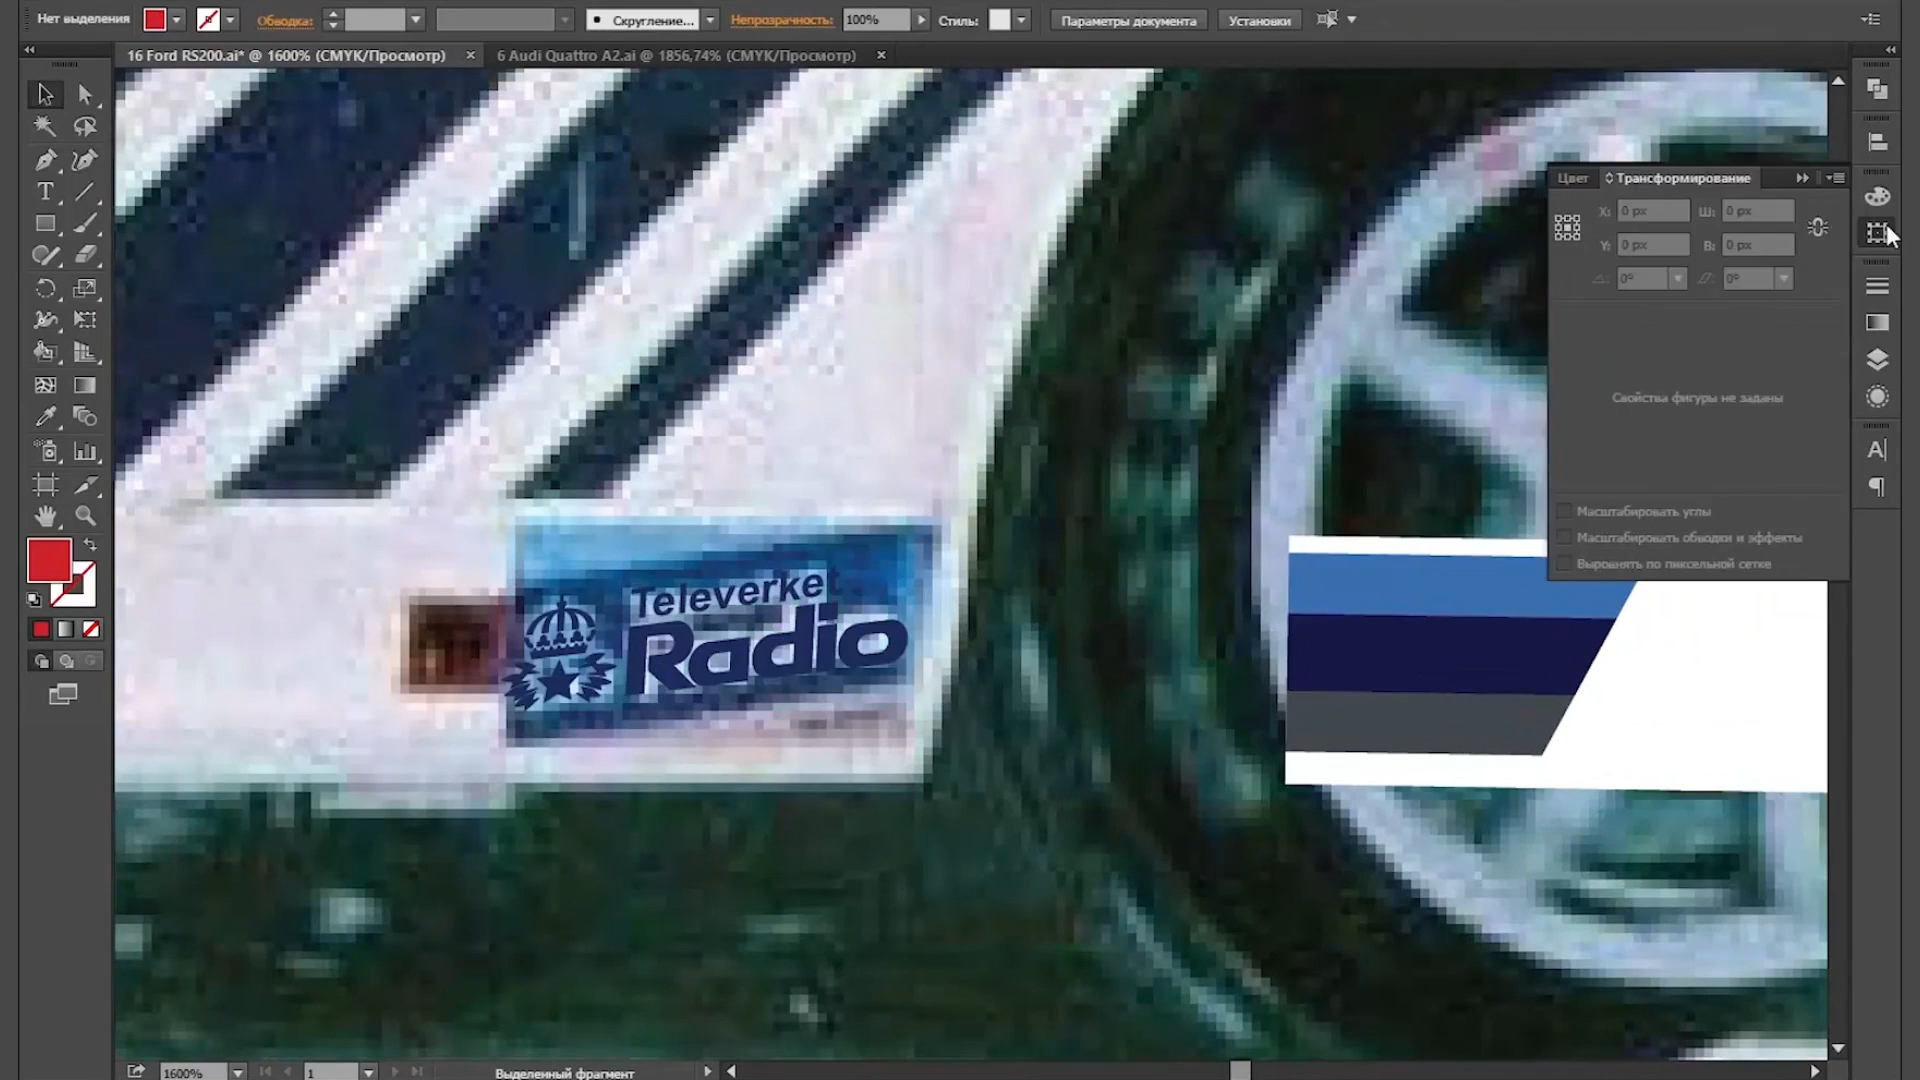 Нет выделения
Обводка:
Скругление...
Непрозрачность:
100%
Стиль:
Параметры документа
Установки
16 Ford RS200.ai* @ 1600% (CMYK/Просмотр)
6 Audi Quattro A2.ai @ 1856,74% (CMYK/Просмотр)
Цвет
Трансформирование
X: 0 px
Ш: 0 px
Y: 0 px
В: 0 px
0°
0°
Свойства фигуры не заданы
Масштабировать углы
Масштабировать обводки и эффекты
Выровнять по пиксельной сетке
Televerket
Radio
1600%
1
Выделенный фрагмент